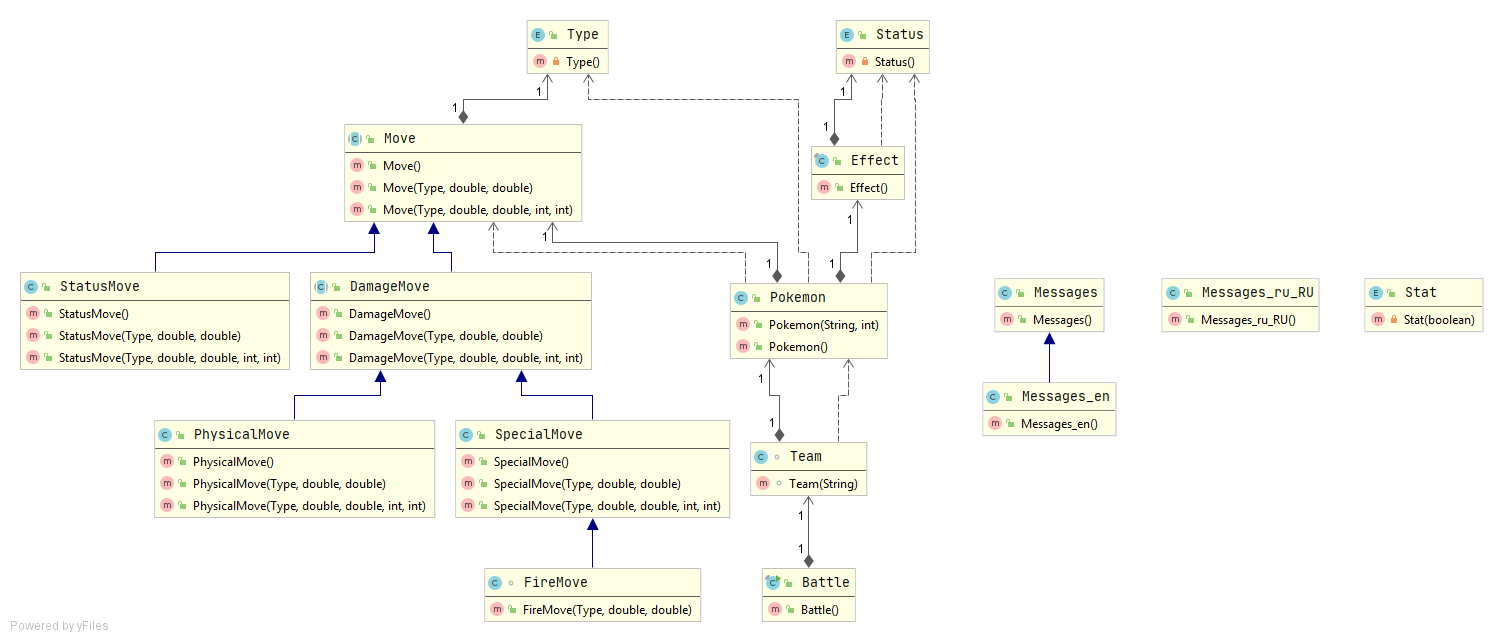 Type
Type()
Status
Status()
1
1
1
1
Move
Move()
Move(Type, double, double)
Move(Type, double, double, int, int)
Effect
Effect()
1
1
1
1
StatusMove
StatusMove()
StatusMove(Type, double, double)
StatusMove(Type, double, double, int, int)
DamageMove
DamageMove()
DamageMove(Type, double, double)
DamageMove(Type, double, double, int, int)
Pokemon
Pokemon(String, int)
Pokemon()
Messages
Messages()
Messages_ru_RU
Messages_ru_RU()
Stat
Stat(boolean)
1
1
Messages_en
Messages_en()
PhysicalMove
PhysicalMove()
PhysicalMove(Type, double, double)
PhysicalMove(Type, double, double, int, int)
SpecialMove
SpecialMove()
SpecialMove(Type, double, double)
SpecialMove(Type, double, double, int, int)
Team
Team(String)
1
1
FireMove
FireMove(Type, double, double)
Battle
Battle()
Powered by yFiles